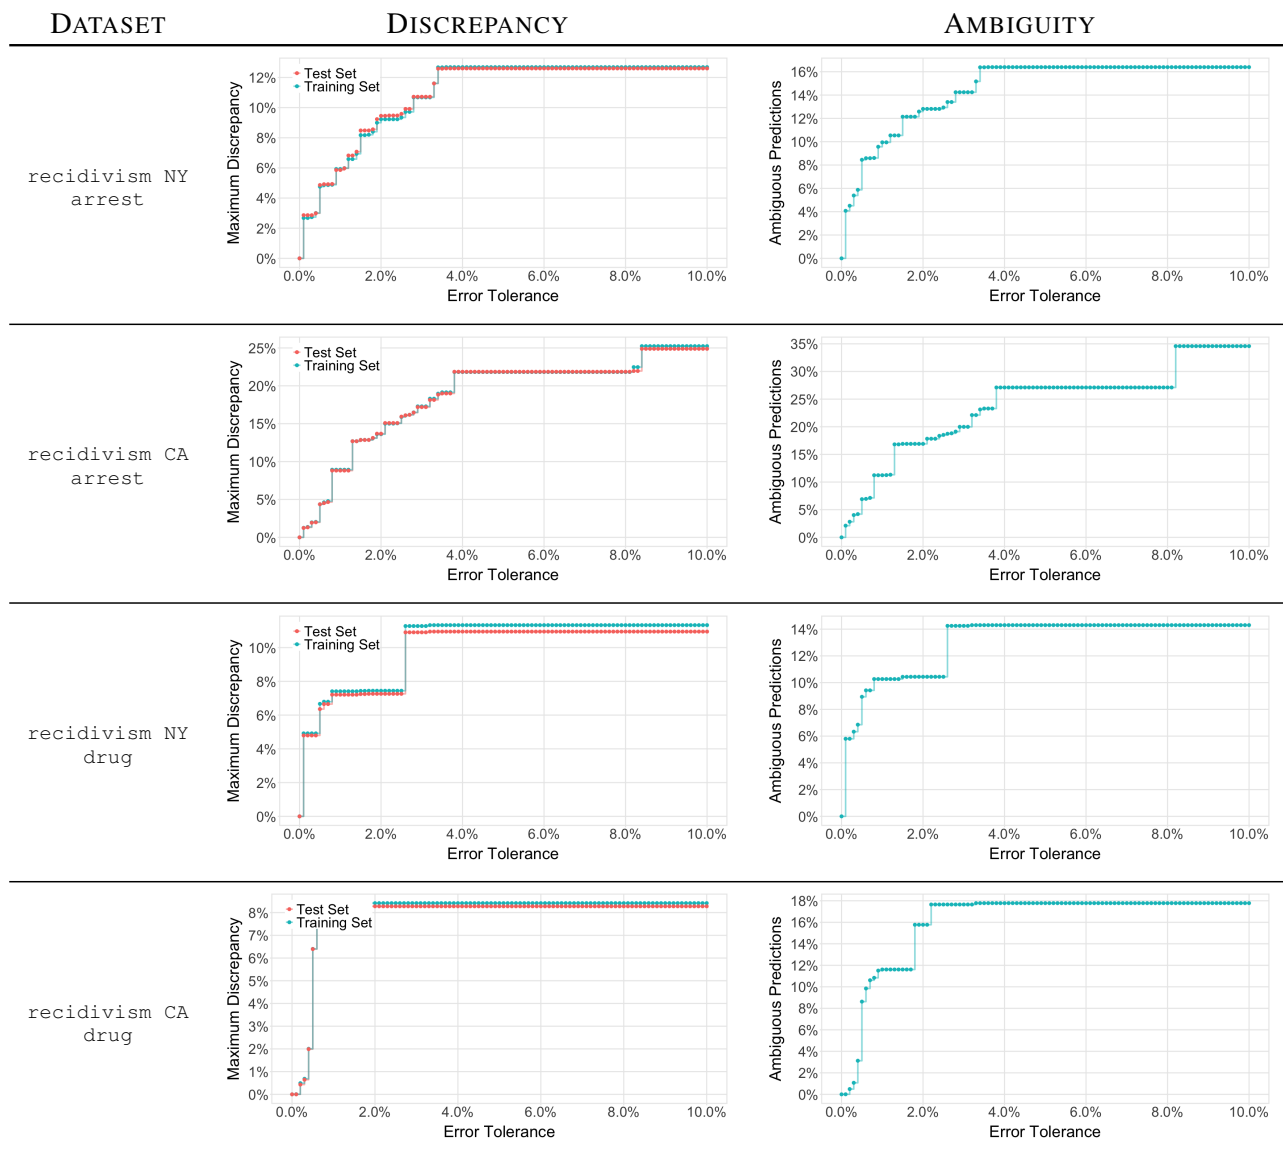 DATASET DISCREPANCY AMBIGUITY
recidivism NY
arrest
Maximum Discrepancy
12%
10%
8%
6%
4%
2%
0%
Test Set
Training Set
0.0% 2.0% 4.0% 6.0% 8.0% 10.0%
Error Tolerance
Ambiguous Predictions
16%
14%
12%
10%
8%
6%
4%
2%
0%
0.0% 2.0% 4.0% 6.0% 8.0% 10.0%
Error Tolerance
recidivism CA
arrest
Maximum Discrepancy
25%
20%
15%
10%
5%
0%
Test Set
Training Set
0.0% 2.0% 4.0% 6.0% 8.0% 10.0%
Error Tolerance
Ambiguous Predictions
35%
30%
25%
20%
15%
10%
5%
0%
0.0% 2.0% 4.0% 6.0% 8.0% 10.0%
Error Tolerance
recidivism NY
drug
Maximum Discrepancy
10%
8%
6%
4%
2%
0%
Test Set
Training Set
0.0% 2.0% 4.0% 6.0% 8.0% 10.0%
Error Tolerance
Ambiguous Predictions
14%
12%
10%
8%
6%
4%
2%
0%
0.0% 2.0% 4.0% 6.0% 8.0% 10.0%
Error Tolerance
recidivism CA
drug
Maximum Discrepancy
8%
7%
6%
5%
4%
3%
2%
1%
0%
Test Set
Training Set
0.0% 2.0% 4.0% 6.0% 8.0% 10.0%
Error Tolerance
Ambiguous Predictions
18%
16%
14%
12%
10%
8%
6%
4%
2%
0%
0.0% 2.0% 4.0% 6.0% 8.0% 10.0%
Error Tolerance